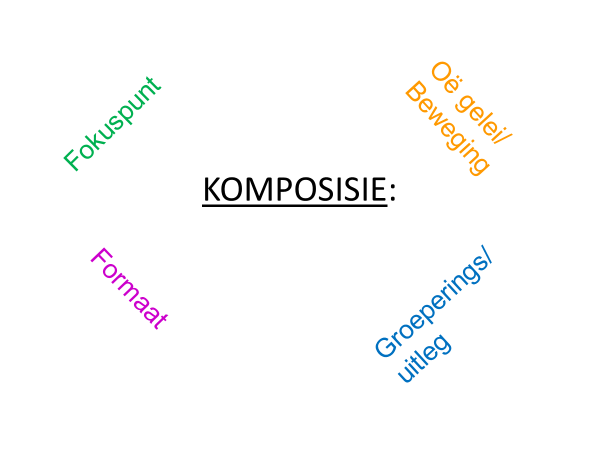 Fokuspunt
Oë gelei/
Beweging
KOMPOSISIE:
Formaat
Groeperings/
uitleg